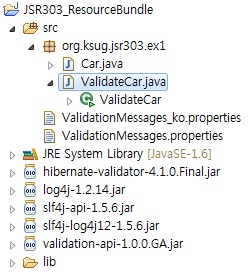 JSR303_ResourceBundle
src
org.ksug.jsr303.ex1
Car.java
ValidateCar.java
ValidateCar
ValidationMessages_ko.properties
ValidationMessages.properties
JRE System Library [JavaSE-1.6]
hibernate-validator-4.1.0.Final.jar
log4j-1.2.14.jar
slf4j-api-1.5.6.jar
slf4j-log4j12-1.5.6.jar
validation-api-1.0.0.GA.jar
lib